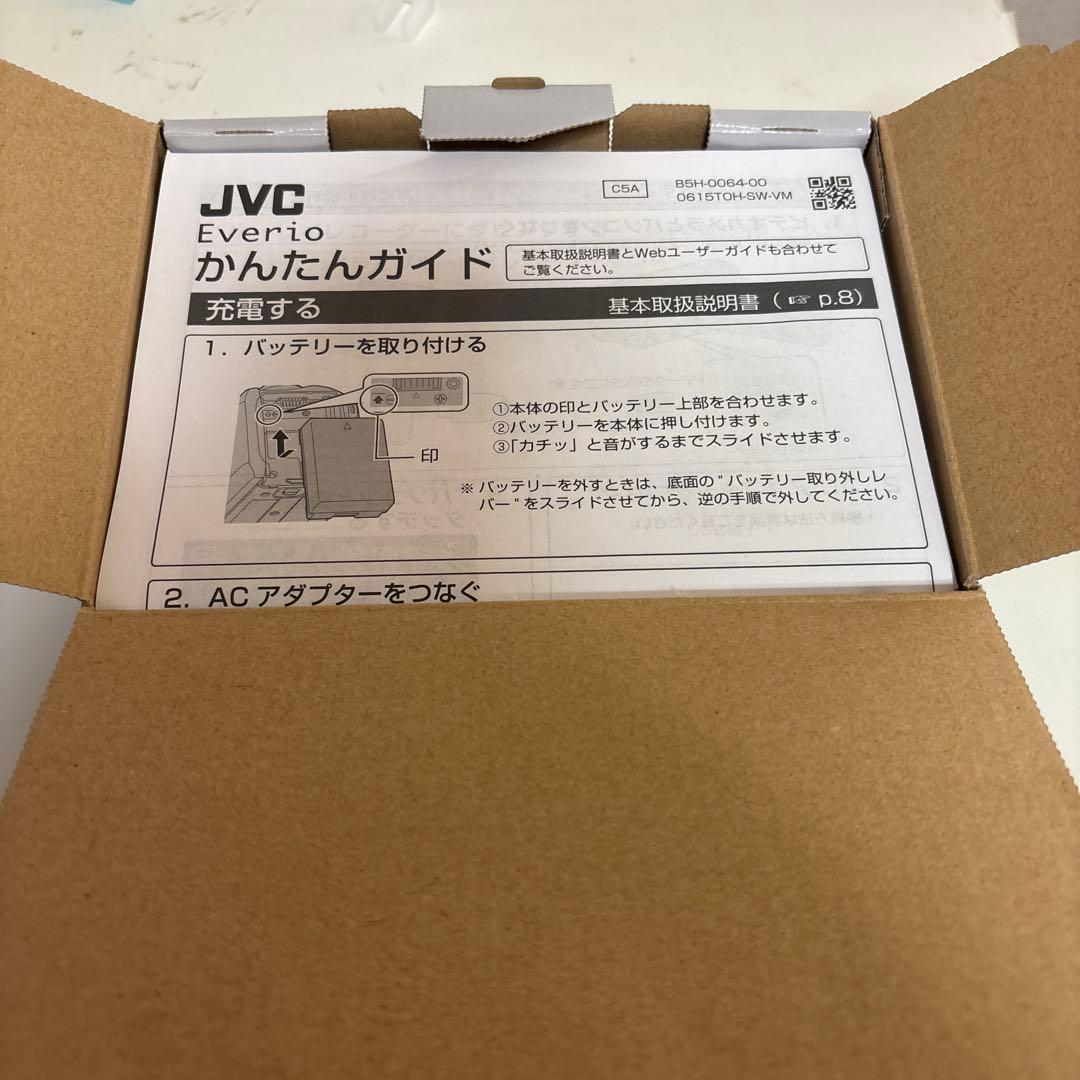 JVC
Everio
かんたんガイド
C5A
B5H-0064-00
0615TOH-SW-VM
基本取扱説明書とWebユーザーガイドも合わせて
ご覧ください。
充電する 基本取扱説明書（☞ p.8）
1. バッテリーを取り付ける
①本体の印とバッテリー上部を合わせます。
②バッテリーを本体に押し付けます。
③「カチッ」と音がするまでスライドさせます。
印
※ バッテリーを外すときは、底面の"バッテリー取り外しレ
バー"をスライドさせてから、逆の手順で外してください。
2. AC アダプターをつなぐ